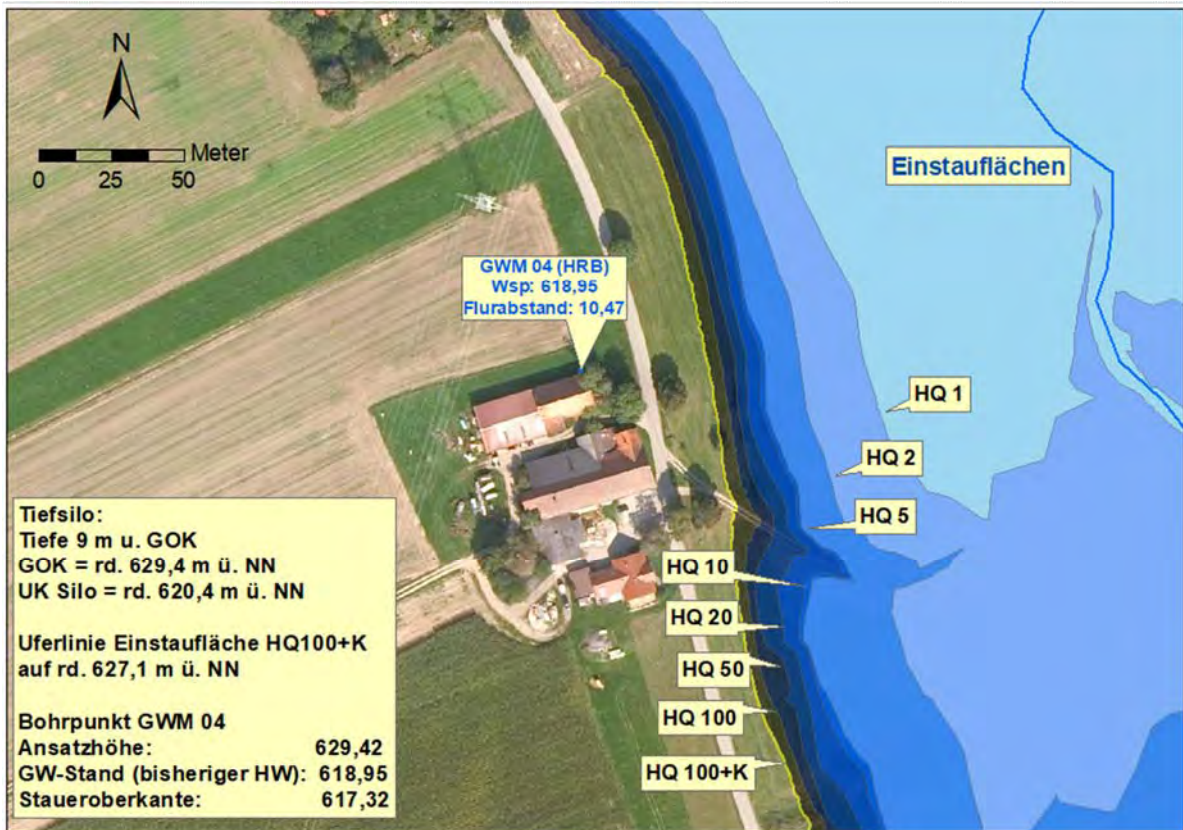 N
Meter
0 25 50
Einstauflächen
GWM 04 (HRB)
Wsp: 618,95
Flurabstand: 10,47
HQ 1
HQ 2
HQ 5
HQ 10
HQ 20
HQ 50
HQ 100
HQ 100+K
Tiefsilo:
Tiefe 9 m u. GOK
GOK = rd. 629,4 m ü. NN
UK Silo = rd. 620,4 m ü. NN
Uferlinie Einstaufläche HQ100+K
auf rd. 627,1 m ü. NN
Bohrpunkt GWM 04
Ansatzhöhe: 629,42
GW-Stand (bisheriger HW): 618,95
Staueroberkante: 617,32